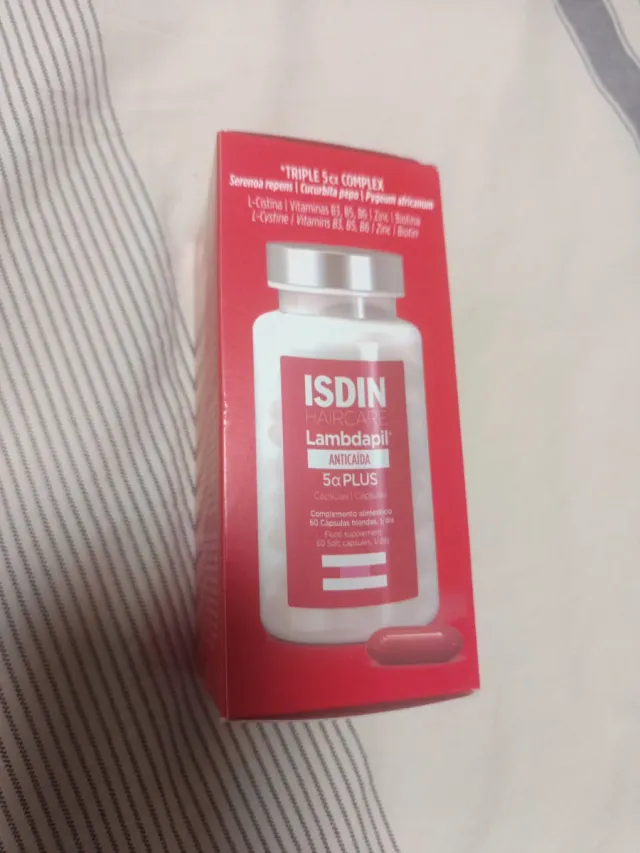 *TRIPLE 5α COMPLEX
Serenoa repens | Cucurbita pepo | Pygeum africanum
L-Cistina | Vitaminas B3, B5, B6 | Zinc | Biotina
L-Cystine / Vitamins B3, B5, B6 / Zinc / Biotin
ISDIN
HAIRCARE
Lambdapil®
ANTICAÍDA
5α PLUS
Cápsulas | Capsules
Complemento alimenticio
60 Cápsulas blandas, 1/día
Food supplement
60 Soft capsules, 1/day